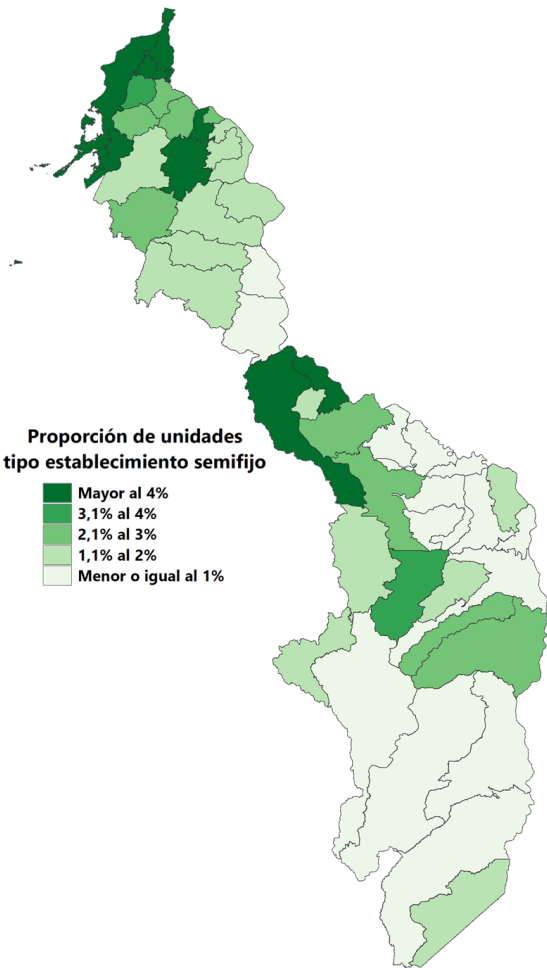 Proporción de unidades
tipo establecimiento semifijo
Mayor al 4%
3,1% al 4%
2,1% al 3%
1,1% al 2%
Menor o igual al 1%